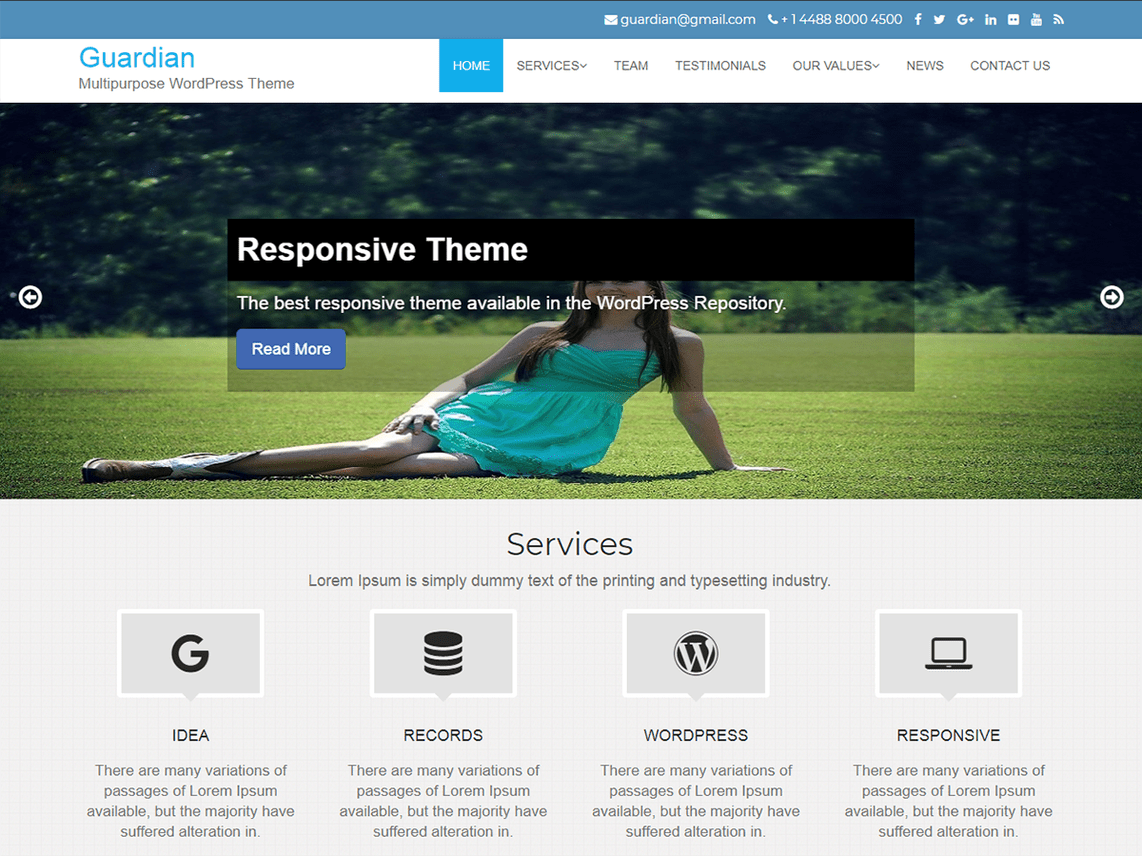 guardian@gmail.com + 1 4488 8000 4500
Guardian
Multipurpose WordPress Theme
HOME SERVICES TEAM TESTIMONIALS OUR VALUES NEWS CONTACT US
Responsive Theme
The best responsive theme available in the WordPress Repository.
Read More
Services
Lorem Ipsum is simply dummy text of the printing and typesetting industry.
IDEA
There are many variations of
passages of Lorem Ipsum
available, but the majority have
suffered alteration in.
RECORDS
There are many variations of
passages of Lorem Ipsum
available, but the majority have
suffered alteration in.
WORDPRESS
There are many variations of
passages of Lorem Ipsum
available, but the majority have
suffered alteration in.
RESPONSIVE
There are many variations of
passages of Lorem Ipsum
available, but the majority have
suffered alteration in.